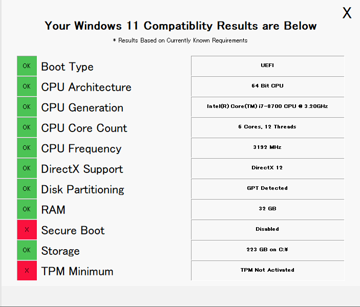 X
Your Windows 11 Compatiblity Results are Below
* Results Based on Currently Known Requirements
OK Boot Type UEFI
OK CPU Architecture 64 Bit CPU
OK CPU Generation Intel(R) Core(TM) i7-8700 CPU @ 3.20GHz
OK CPU Core Count 6 Cores, 12 Threads
OK CPU Frequency 3192 MHz
OK DirectX Support DirectX 12
OK Disk Partitioning GPT Detected
OK RAM 32 GB
X Secure Boot Disabled
OK Storage 223 GB on C:¥
X TPM Minimum TPM Not Activated